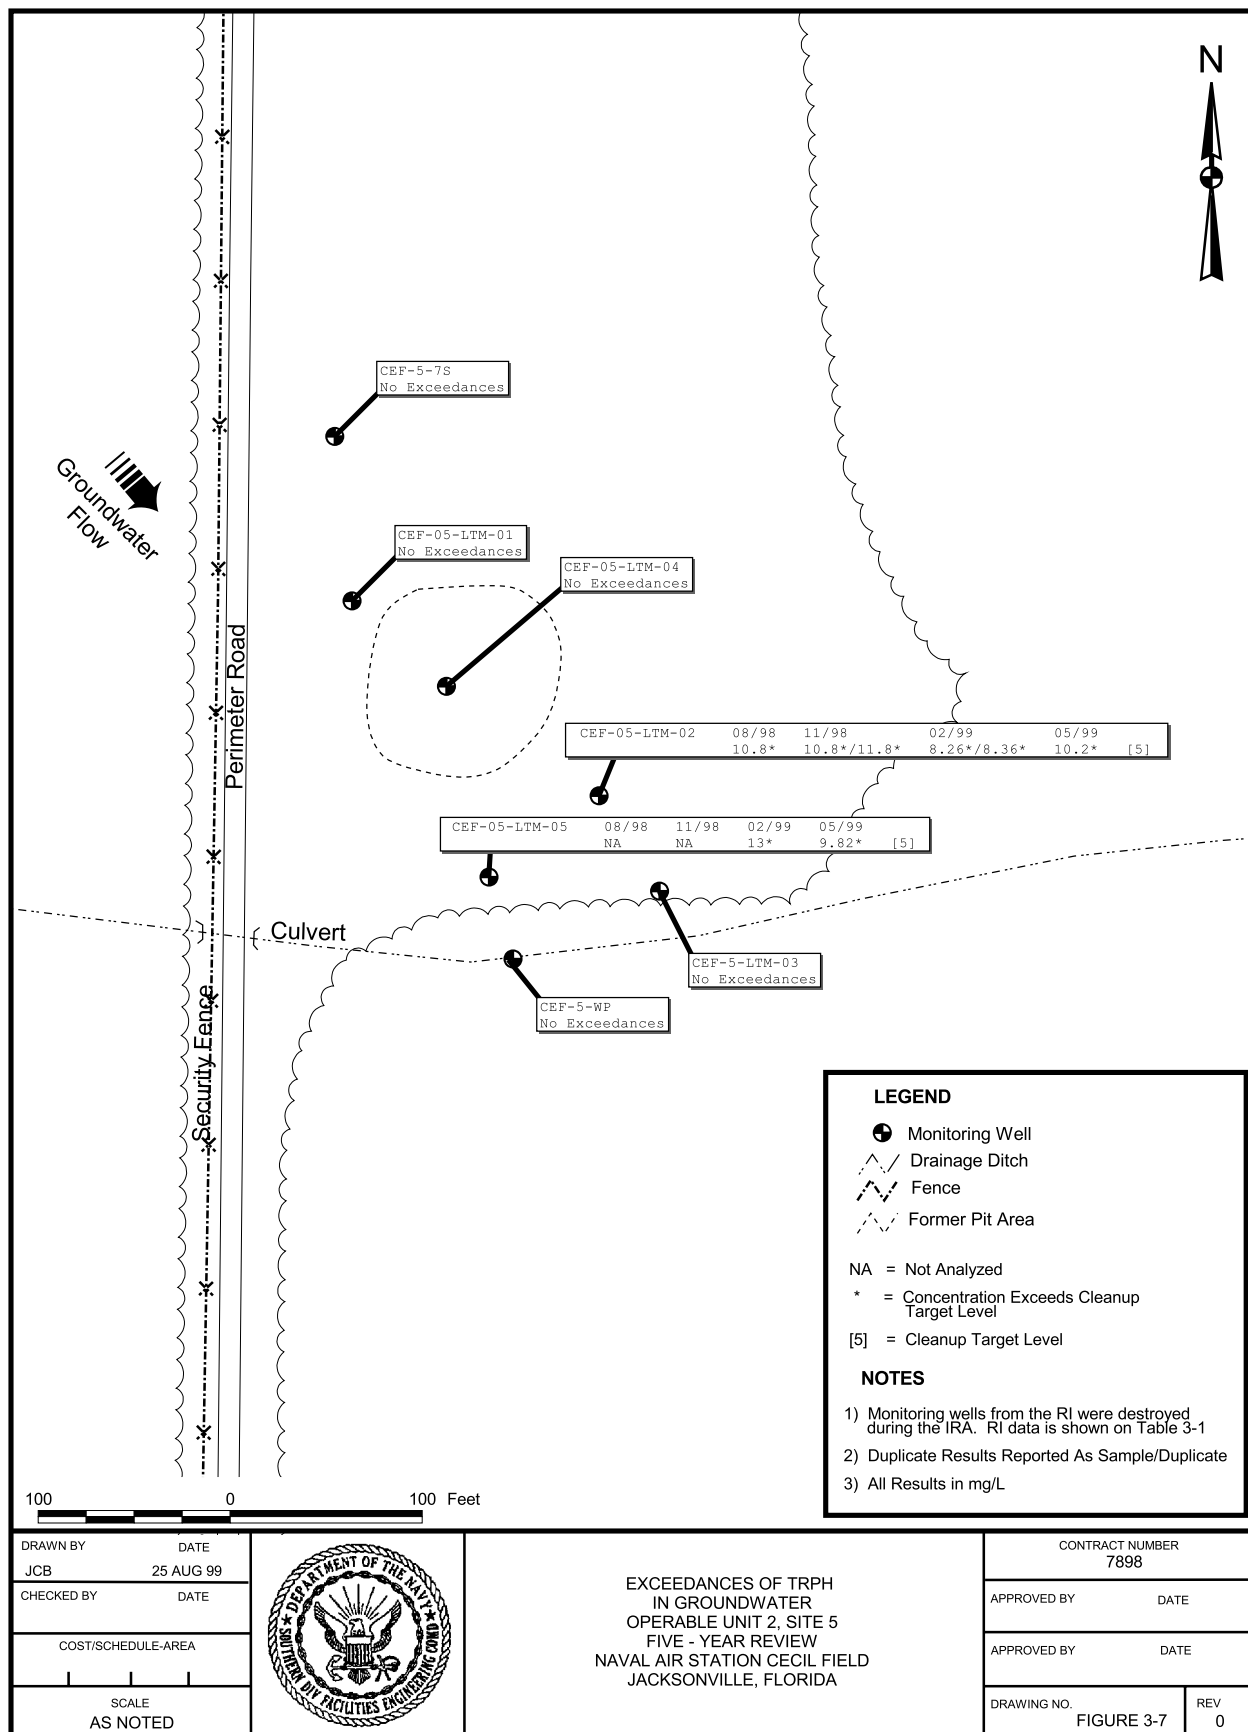 N
CEF-5-7S
No Exceedances
Groundwater
Flow
CEF-05-LTM-01
No Exceedances
CEF-05-LTM-04
No Exceedances
Perimeter Road
CEF-05-LTM-02 08/98 11/98 02/99 05/99
10.8* 10.8*/11.8* 8.26*/8.36* 10.2* [5]
CEF-05-LTM-05 08/98 11/98 02/99 05/99
NA NA 13* 9.82* [5]
Culvert
CEF-5-LTM-03
No Exceedances
CEF-5-WP
No Exceedances
Security Fence
LEGEND
Monitoring Well
Drainage Ditch
Fence
Former Pit Area
NA = Not Analyzed
* = Concentration Exceeds Cleanup
Target Level
[5] = Cleanup Target Level
NOTES
1) Monitoring wells from the RI were destroyed
during the IRA. RI data is shown on Table 3-1
2) Duplicate Results Reported As Sample/Duplicate
3) All Results in mg/L
100 0 100 Feet
DRAWN BY DATE
JCB 25 AUG 99
CHECKED BY DATE
COST/SCHEDULE-AREA
SCALE
AS NOTED
DEPARTMENT OF THE NAVY
SOUTHERN DIV FACILITIES ENGINEERING COMD
EXCEEDANCES OF TRPH
IN GROUNDWATER
OPERABLE UNIT 2, SITE 5
FIVE - YEAR REVIEW
NAVAL AIR STATION CECIL FIELD
JACKSONVILLE, FLORIDA
CONTRACT NUMBER
7898
APPROVED BY DATE
APPROVED BY DATE
DRAWING NO.
FIGURE 3-7
REV
0